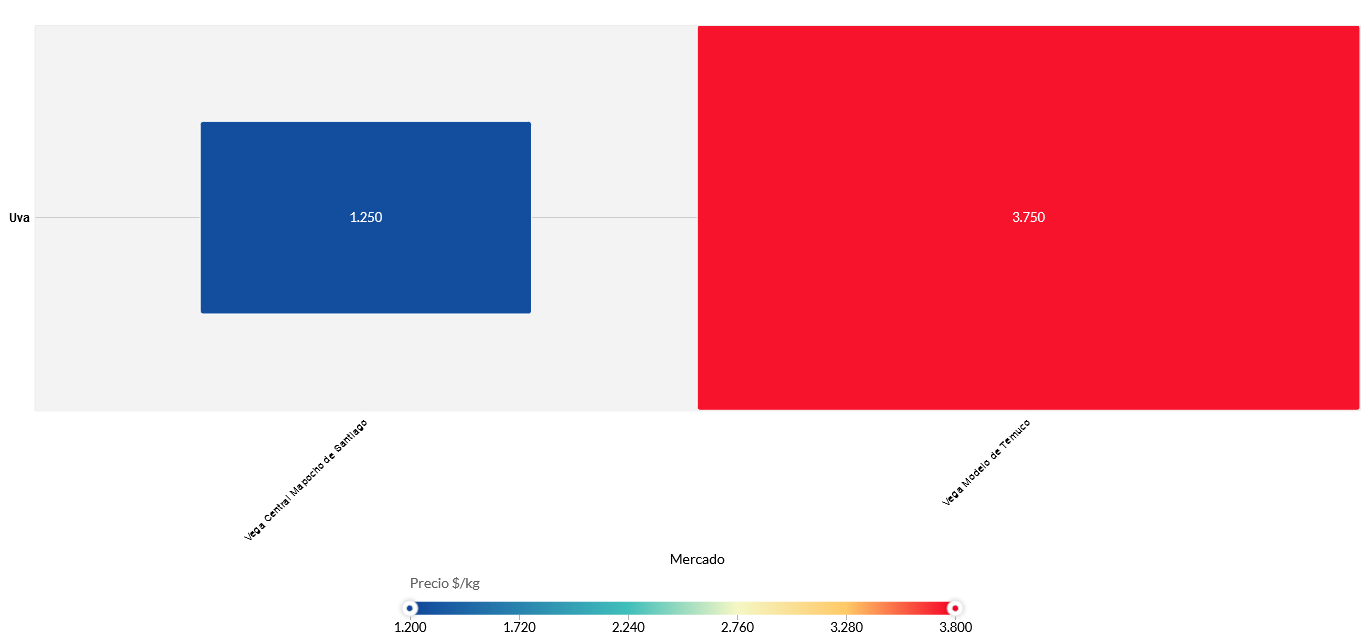 Uva
1.250
3.750
Vega Central Mapocho de Santiago
Vega Modelo de Temuco
Mercado
Precio $/kg
1.200 1.720 2.240 2.760 3.280 3.800